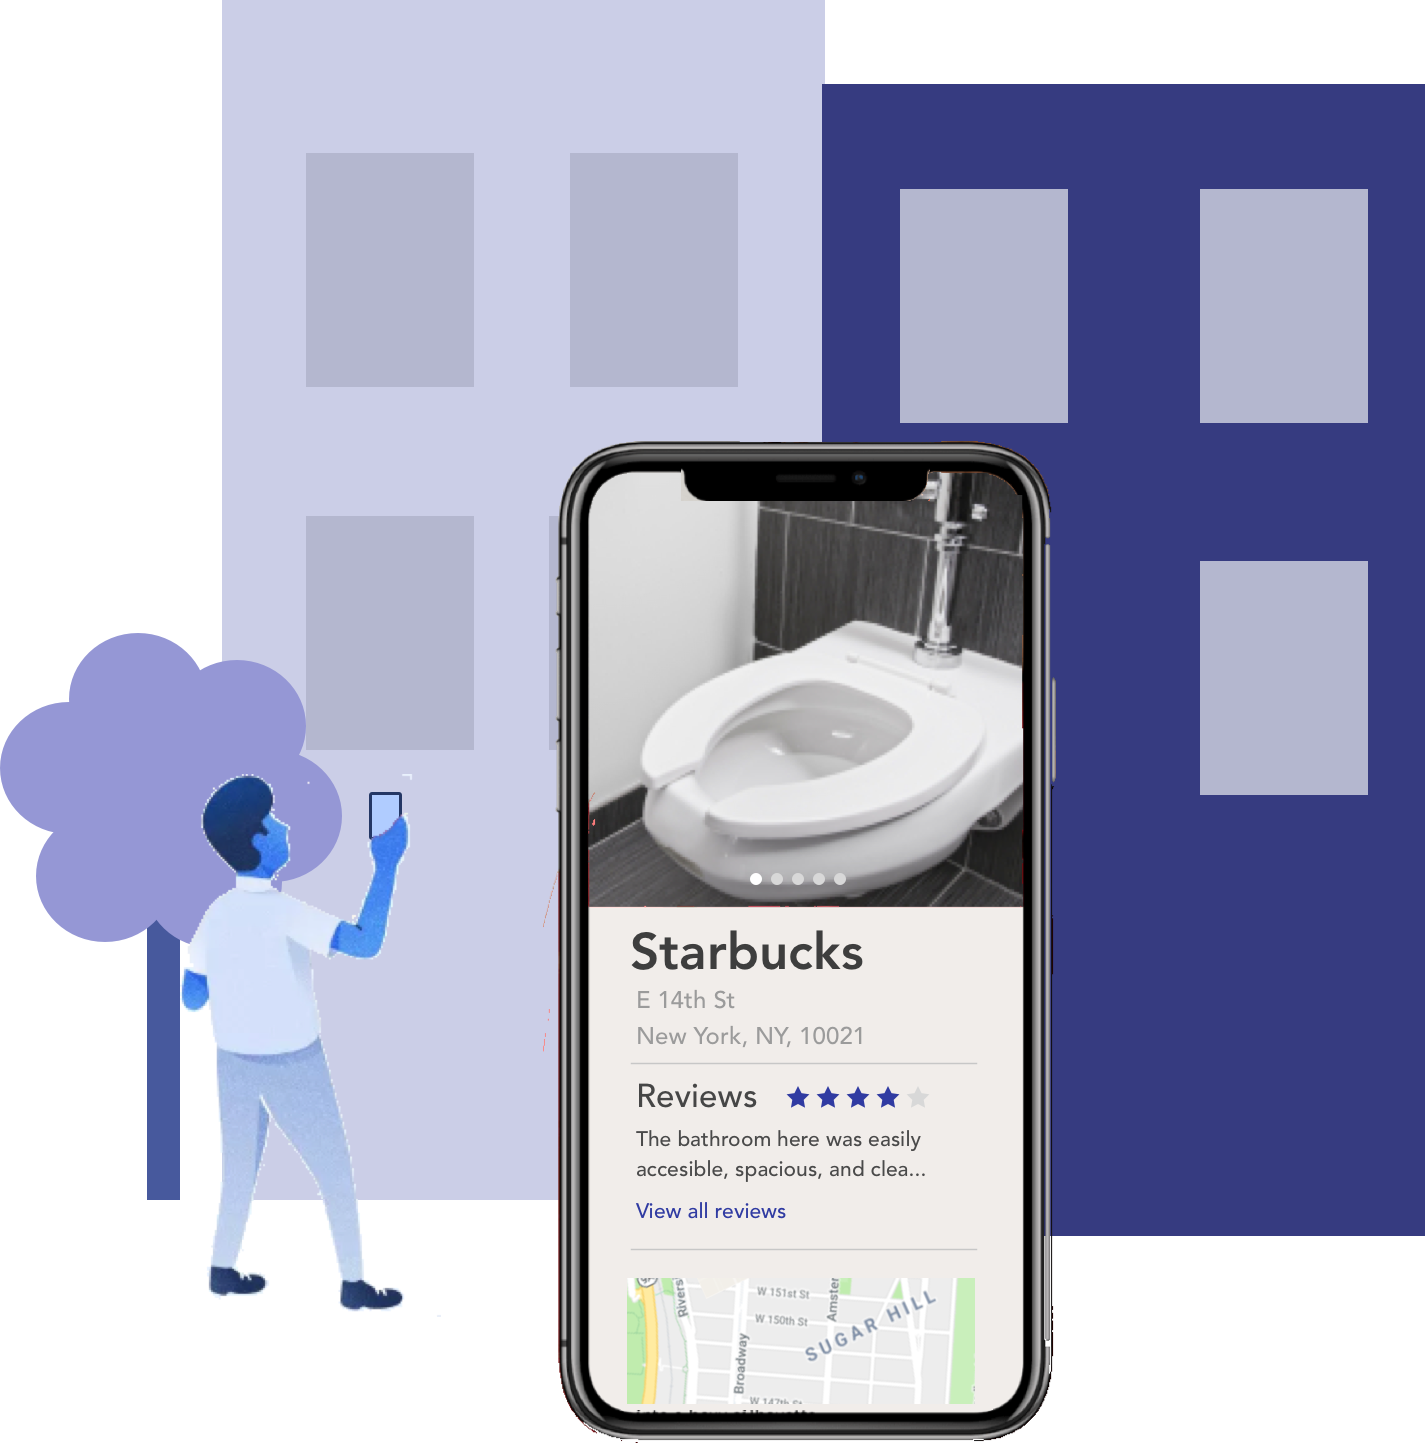 Starbucks
E 14th St
New York, NY, 10021
Reviews
The bathroom here was easily
accesible, spacious, and clea...
View all reviews
Rivers
W 151st St
Amster
W 150th St
SUGAR HILL
Broadway
W 147th St